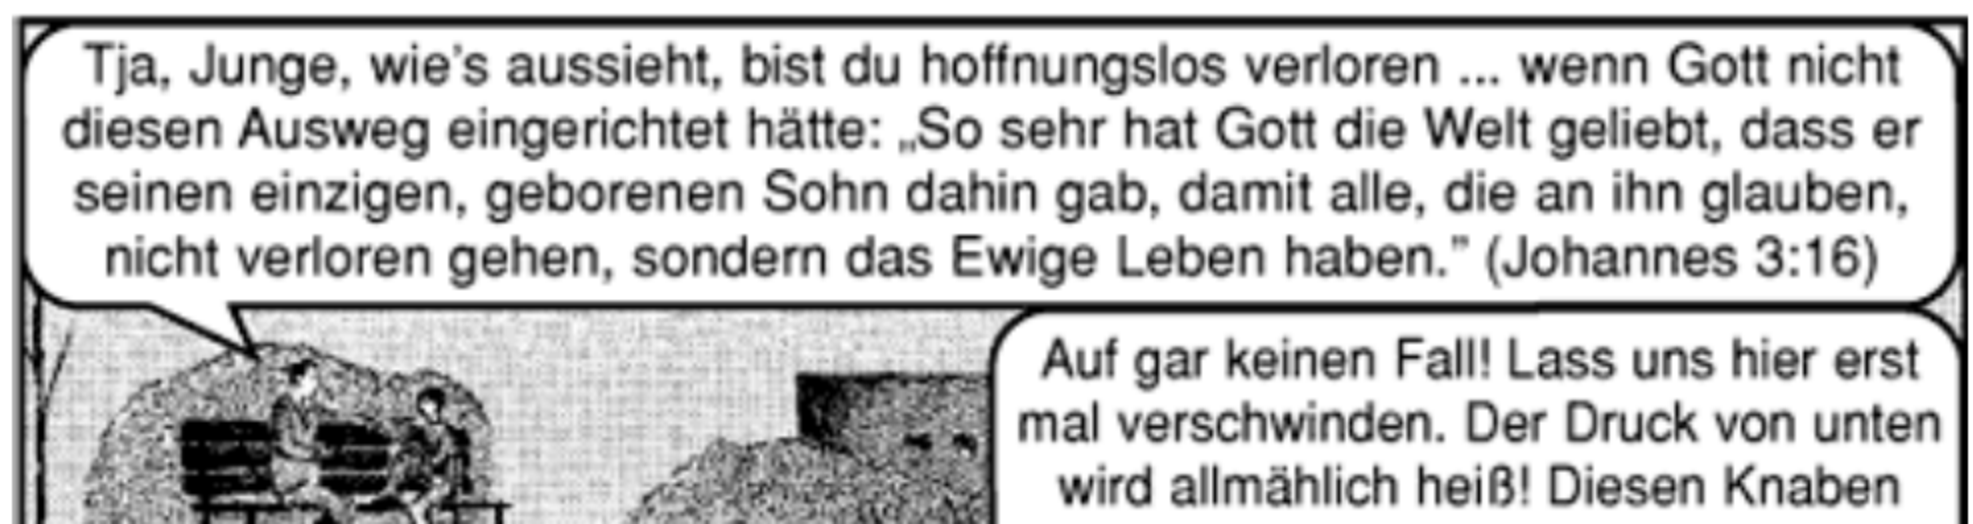 Tja, Junge, wie's aussieht, bist du hoffnungslos verloren ... wenn Gott nicht
diesen Ausweg eingerichtet hätte: „So sehr hat Gott die Welt geliebt, dass er
seinen einzigen, geborenen Sohn dahin gab, damit alle, die an ihn glauben,
nicht verloren gehen, sondern das Ewige Leben haben.” (Johannes 3:16)
Auf gar keinen Fall! Lass uns hier erst
mal verschwinden. Der Druck von unten
wird allmählich heiß! Diesen Knaben